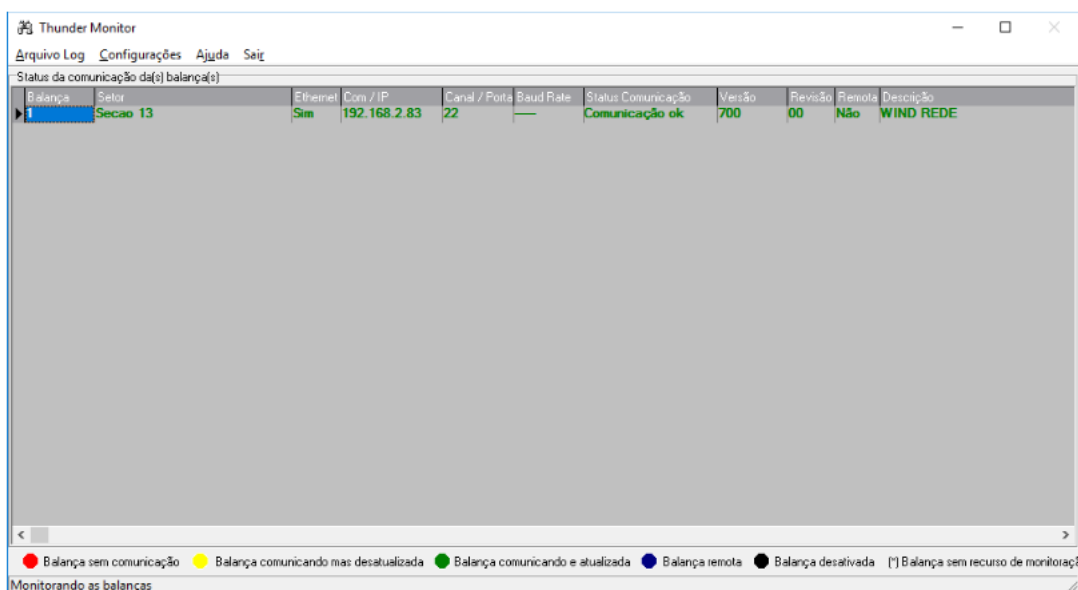 Thunder Monitor
Arquivo Log Configurações Ajuda Sair
Status da comunicação da(s) balança(s)
Balança Setor Ethernet Com / IP Canal / Porta Baud Rate Status Comunicação Versão Revisão Remota Descrição
1 Secao 13 Sim 192.168.2.83 22 ----- Comunicação ok 700 00 Não WIND REDE
Balança sem comunicação Balança comunicando mas desatualizada Balança comunicando e atualizada Balança remota Balança desativada (*) Balança sem recurso de monitoraçã
Monitorando as balanças